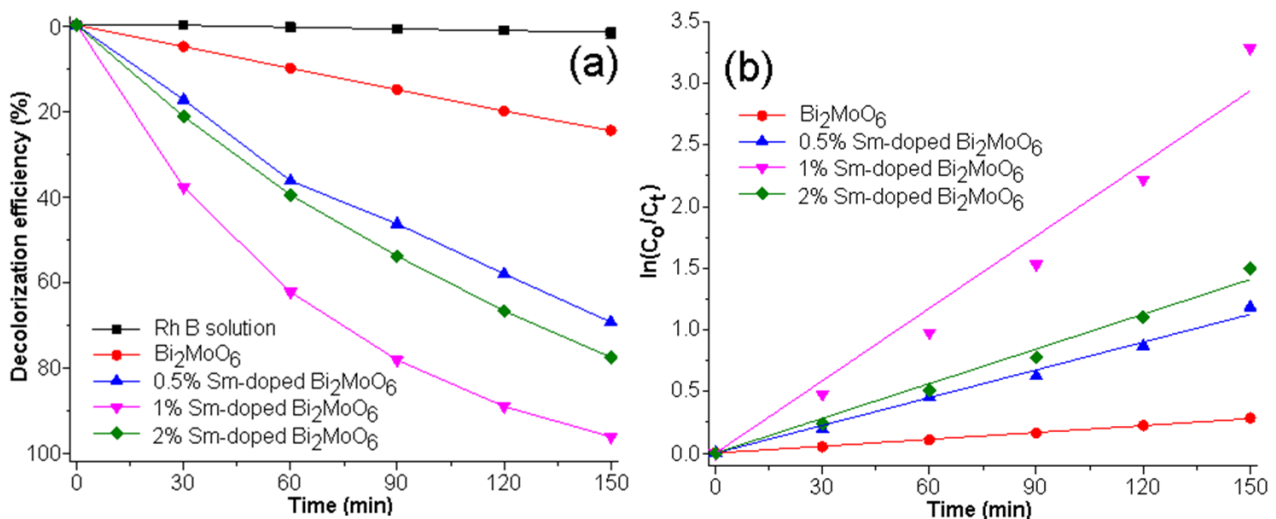 (a)
Decolorization efficiency (%)
0
20
40
60
80
100
Rh B solution
Bi2MoO6
0.5% Sm-doped Bi2MoO6
1% Sm-doped Bi2MoO6
2% Sm-doped Bi2MoO6
0 30 60 90 120 150
Time (min)
(b)
ln(Co/Ct)
3.5
3.0
2.5
2.0
1.5
1.0
0.5
0.0
Bi2MoO6
0.5% Sm-doped Bi2MoO6
1% Sm-doped Bi2MoO6
2% Sm-doped Bi2MoO6
0 30 60 90 120 150
Time (min)